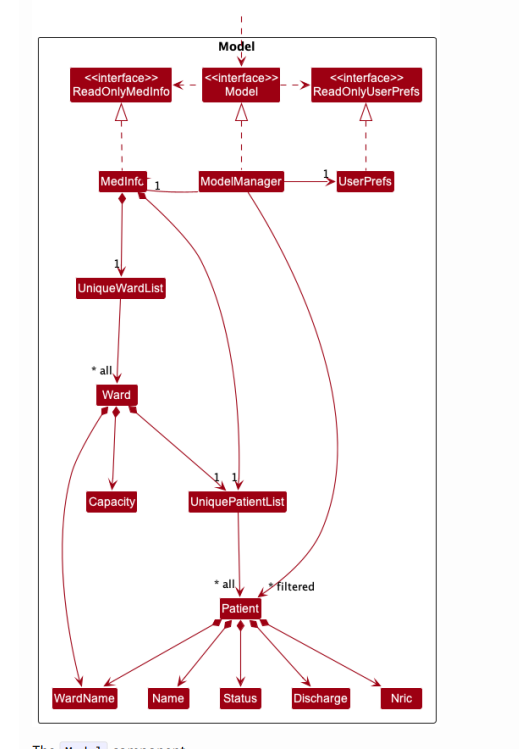 Model
<<interface>>
ReadOnlyMedInfo
<<interface>>
Model
<<interface>>
ReadOnlyUserPrefs
MedInfo
1
ModelManager
1
UserPrefs
1
UniqueWardList
* all
Ward
Capacity
1
1
UniquePatientList
* all
* filtered
Patient
WardName
Name
Status
Discharge
Nric
The Model component